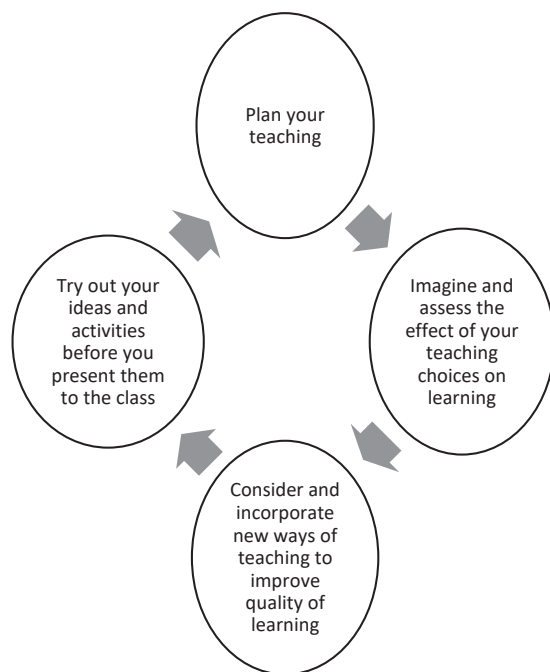 Plan your
teaching
Imagine and
assess the
effect of your
teaching
choices on
learning
Consider and
incorporate
new ways of
teaching to
improve
quality of
learning
Try out your
ideas and
activities
before you
present them
to the class